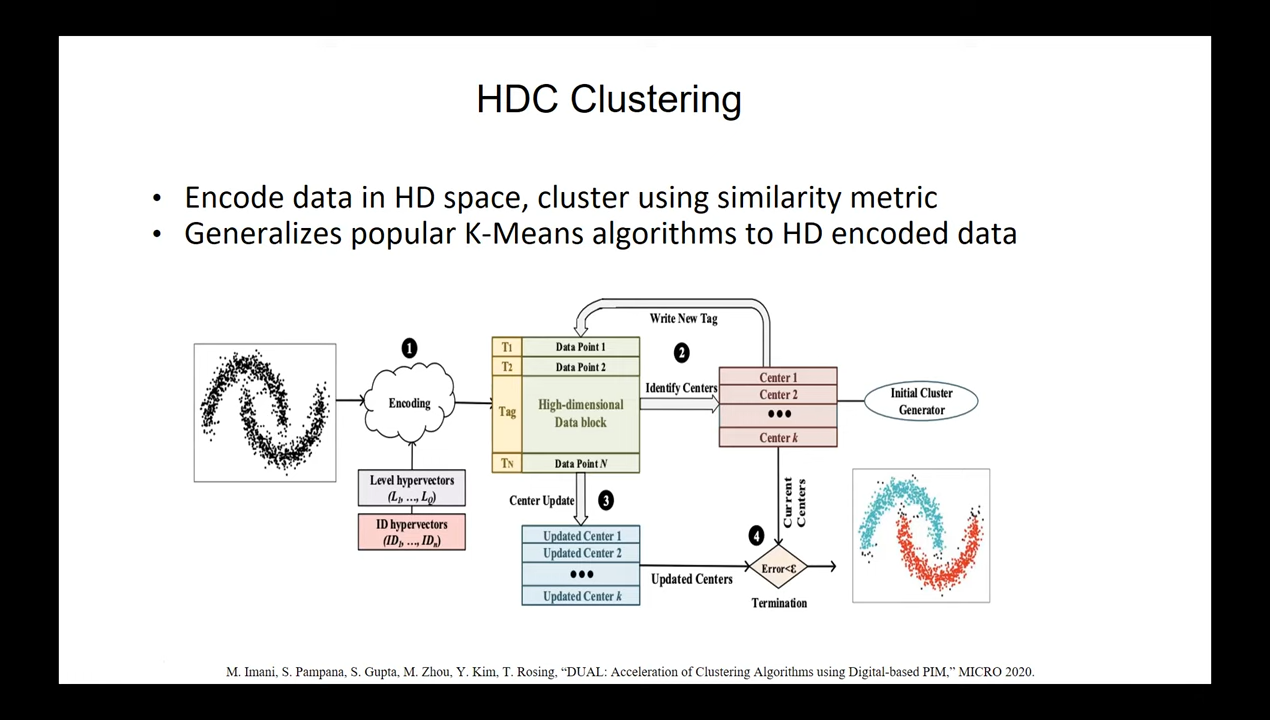 HDC Clustering
• Encode data in HD space, cluster using similarity metric
• Generalizes popular K-Means algorithms to HD encoded data
Write New Tag
1
2
T1 Data Point 1
T2 Data Point 2
Tag
High-dimensional
Data block
TN Data Point N
Encoding
Identify Centers
Center 1
Center 2
•••
Center k
Initial Cluster
Generator
Level hypervectors
(L1, …, LQ)
ID hypervectors
(ID1, …, IDn)
Center Update
3
Current
Centers
Updated Center 1
Updated Center 2
•••
Updated Center k
Updated Centers
4
Error<ε
Termination
M. Imani, S. Pampana, S. Gupta, M. Zhou, Y. Kim, T. Rosing, “DUAL: Acceleration of Clustering Algorithms using Digital-based PIM,” MICRO 2020.